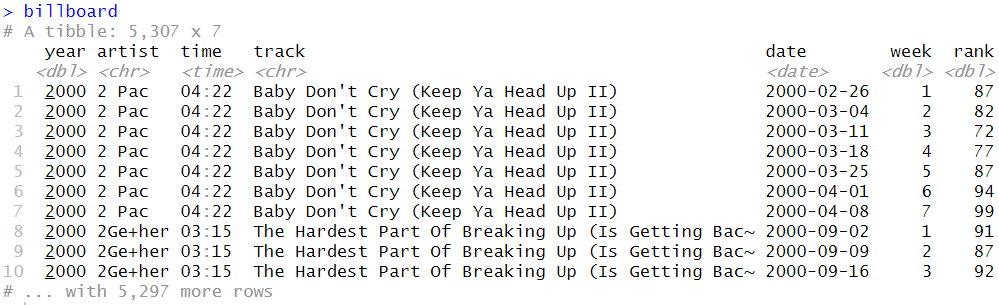 > billboard
# A tibble: 5,307 x 7
year artist time track date week rank
<dbl> <chr> <time> <chr> <date> <dbl> <dbl>
1 2000 2 Pac 04:22 Baby Don't Cry (Keep Ya Head Up II) 2000-02-26 1 87
2 2000 2 Pac 04:22 Baby Don't Cry (Keep Ya Head Up II) 2000-03-04 2 82
3 2000 2 Pac 04:22 Baby Don't Cry (Keep Ya Head Up II) 2000-03-11 3 72
4 2000 2 Pac 04:22 Baby Don't Cry (Keep Ya Head Up II) 2000-03-18 4 77
5 2000 2 Pac 04:22 Baby Don't Cry (Keep Ya Head Up II) 2000-03-25 5 87
6 2000 2 Pac 04:22 Baby Don't Cry (Keep Ya Head Up II) 2000-04-01 6 94
7 2000 2 Pac 04:22 Baby Don't Cry (Keep Ya Head Up II) 2000-04-08 7 99
8 2000 2Ge+her 03:15 The Hardest Part Of Breaking Up (Is Getting Bac~ 2000-09-02 1 91
9 2000 2Ge+her 03:15 The Hardest Part Of Breaking Up (Is Getting Bac~ 2000-09-09 2 87
10 2000 2Ge+her 03:15 The Hardest Part Of Breaking Up (Is Getting Bac~ 2000-09-16 3 92
# ... with 5,297 more rows